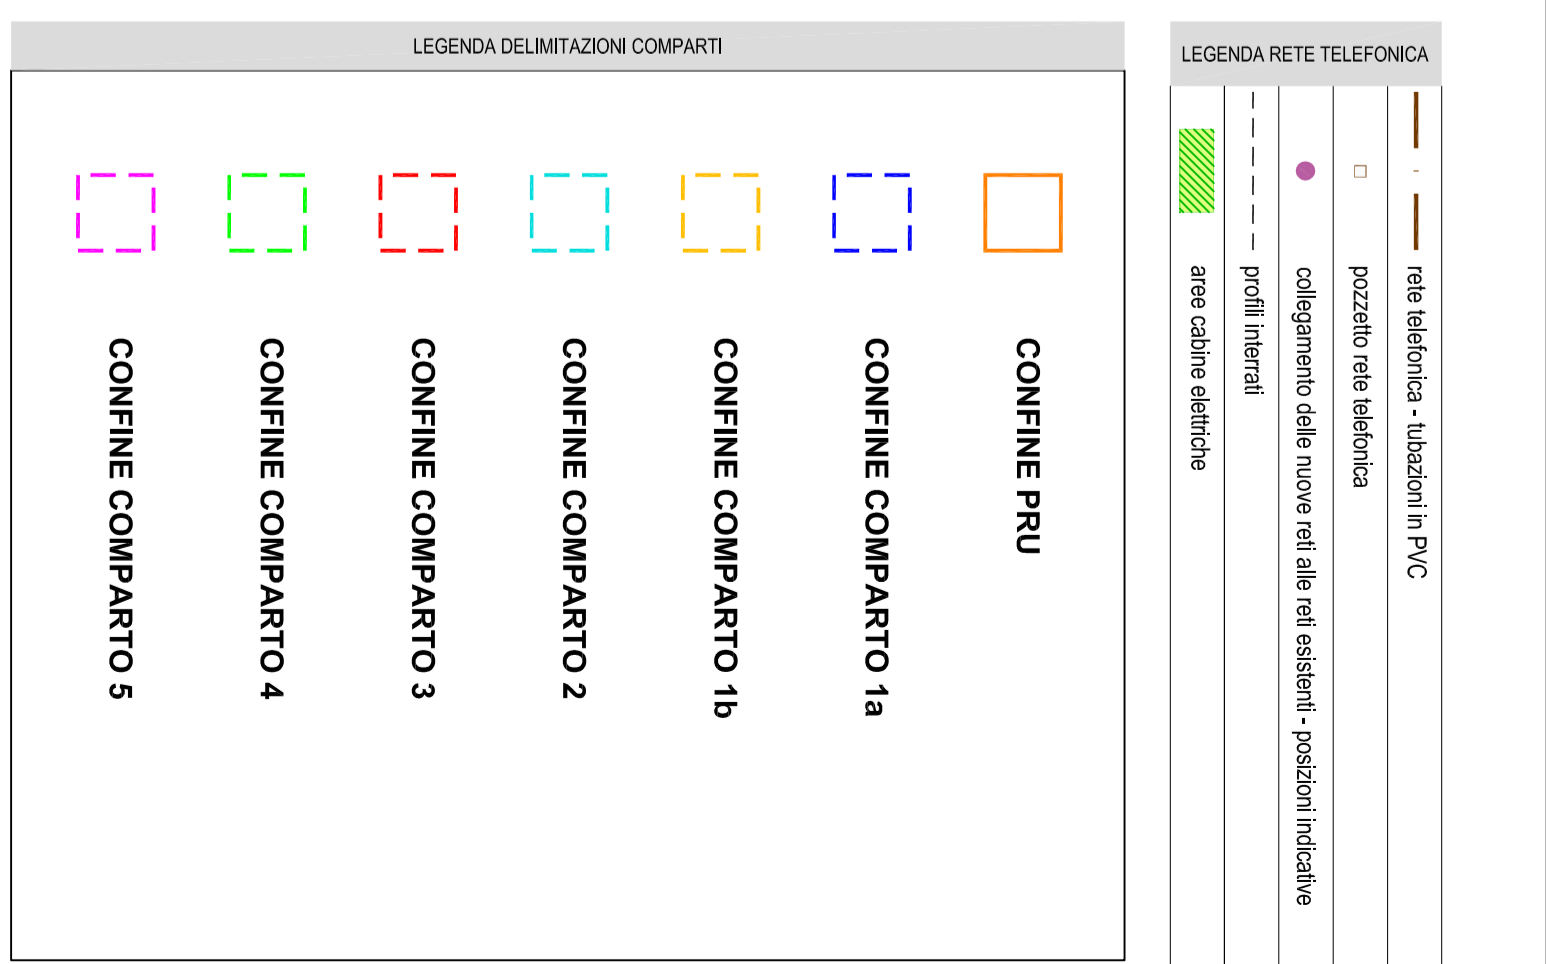 LEGENDA DELIMITAZIONI COMPARTI
CONFINE PRU
CONFINE COMPARTO 1a
CONFINE COMPARTO 1b
CONFINE COMPARTO 2
CONFINE COMPARTO 3
CONFINE COMPARTO 4
CONFINE COMPARTO 5
LEGENDA RETE TELEFONICA
rete telefonica - tubazioni in PVC
pozzetto rete telefonica
collegamento delle nuove reti alle reti esistenti - posizioni indicative
profili interrati
aree cabine elettriche